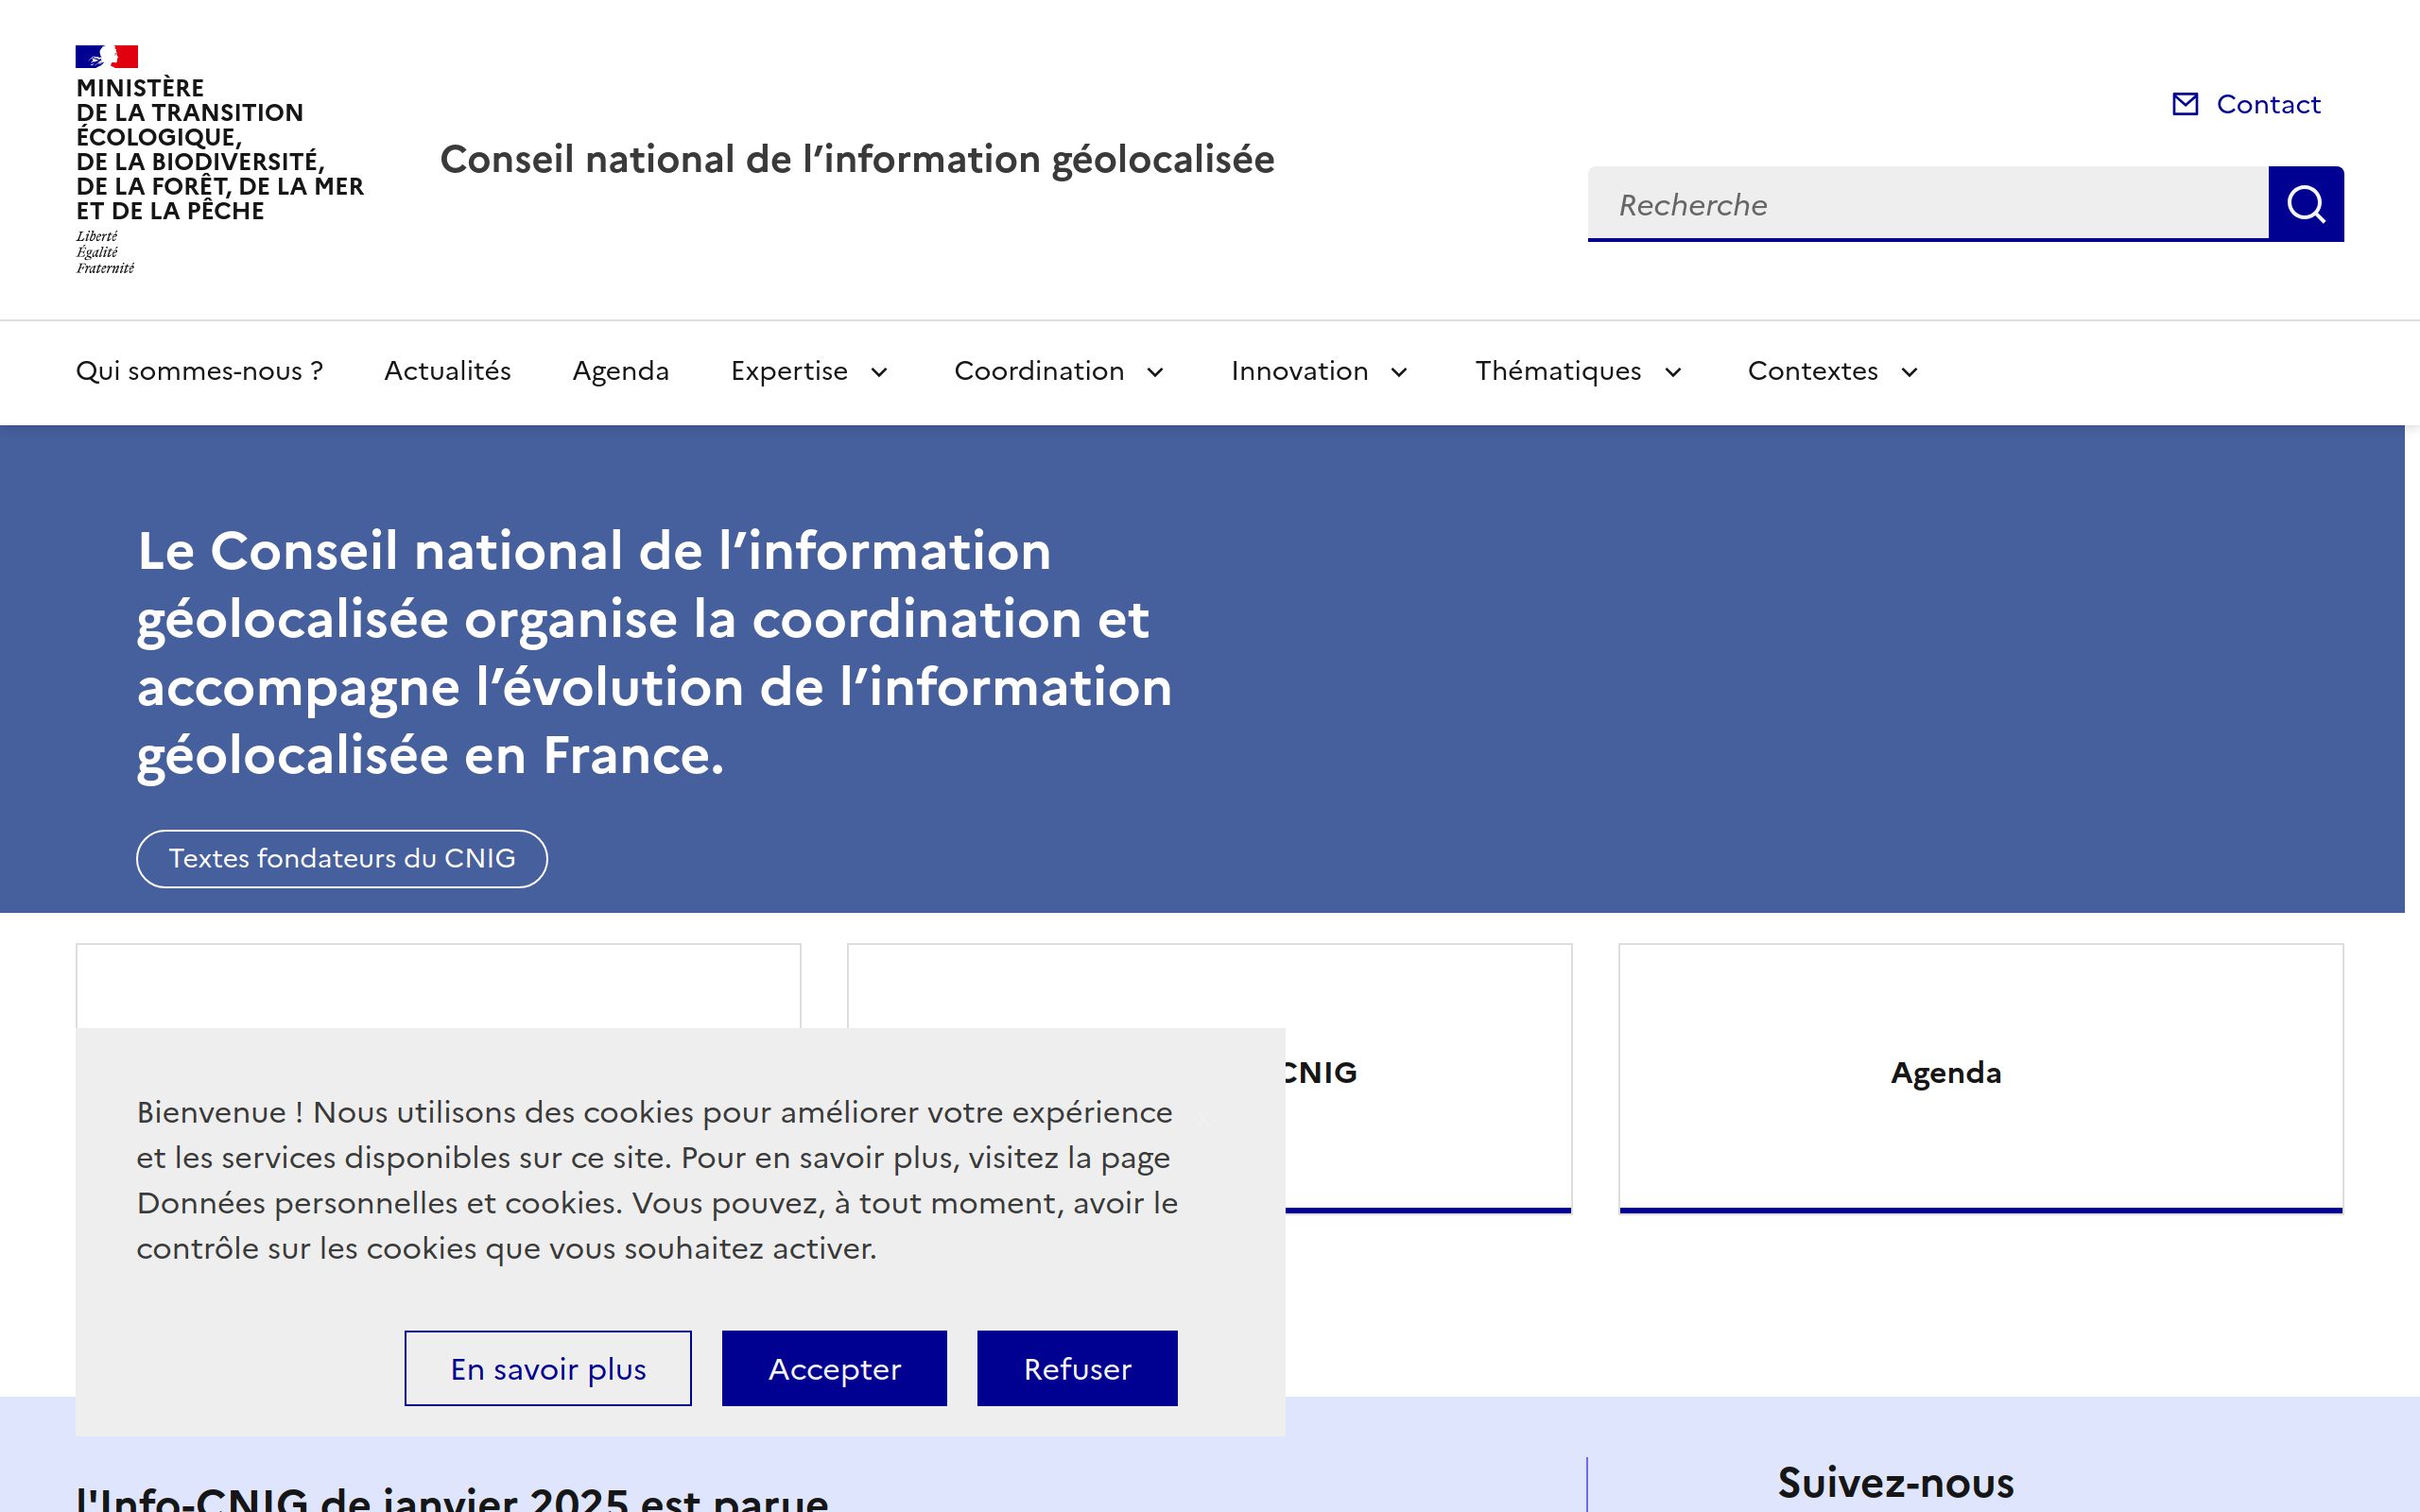 MINISTÈRE
DE LA TRANSITION
ÉCOLOGIQUE,
DE LA BIODIVERSITÉ,
DE LA FORÊT, DE LA MER
ET DE LA PÊCHE
Liberté
Égalité
Fraternité
Conseil national de l’information géolocalisée
Contact
Recherche
Qui sommes-nous ?
Actualités
Agenda
Expertise
Coordination
Innovation
Thématiques
Contextes
Le Conseil national de l’information
géolocalisée organise la coordination et
accompagne l’évolution de l’information
géolocalisée en France.
Textes fondateurs du CNIG
CNIG
Agenda
Bienvenue ! Nous utilisons des cookies pour améliorer votre expérience
et les services disponibles sur ce site. Pour en savoir plus, visitez la page
Données personnelles et cookies. Vous pouvez, à tout moment, avoir le
contrôle sur les cookies que vous souhaitez activer.
En savoir plus
Accepter
Refuser
l'Info-CNIG de janvier 2025 est parue
Suivez-nous